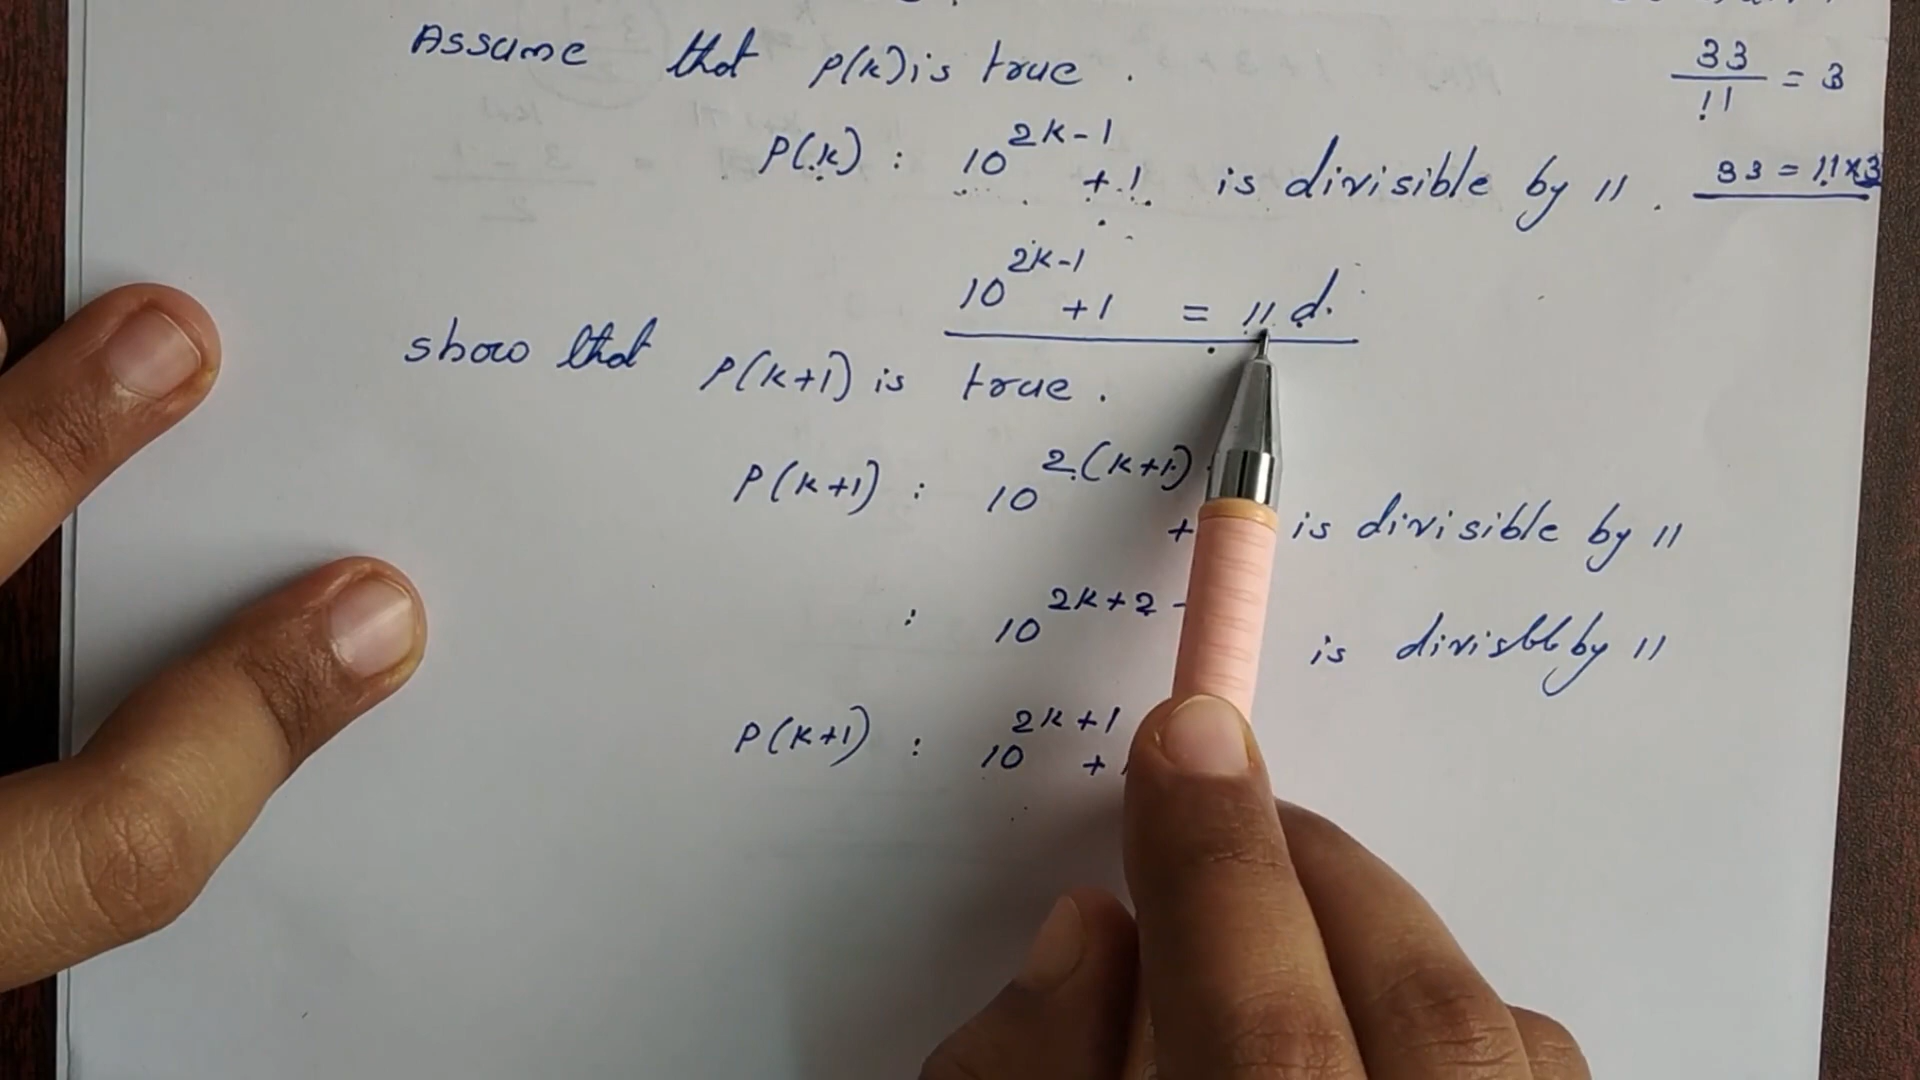 Assume that P(k) is true.
33/11 = 3
P(k) : 10^{2k-1} + 1 is divisible by 11.
33 = 11×3
10^{2k-1} + 1 = 11d.
show that P(k+1) is true.
P(k+1) : 10^{2(k+1)} + is divisible by 11
: 10^{2k+2-} is divisible by 11
P(k+1) : 10^{2k+1} +